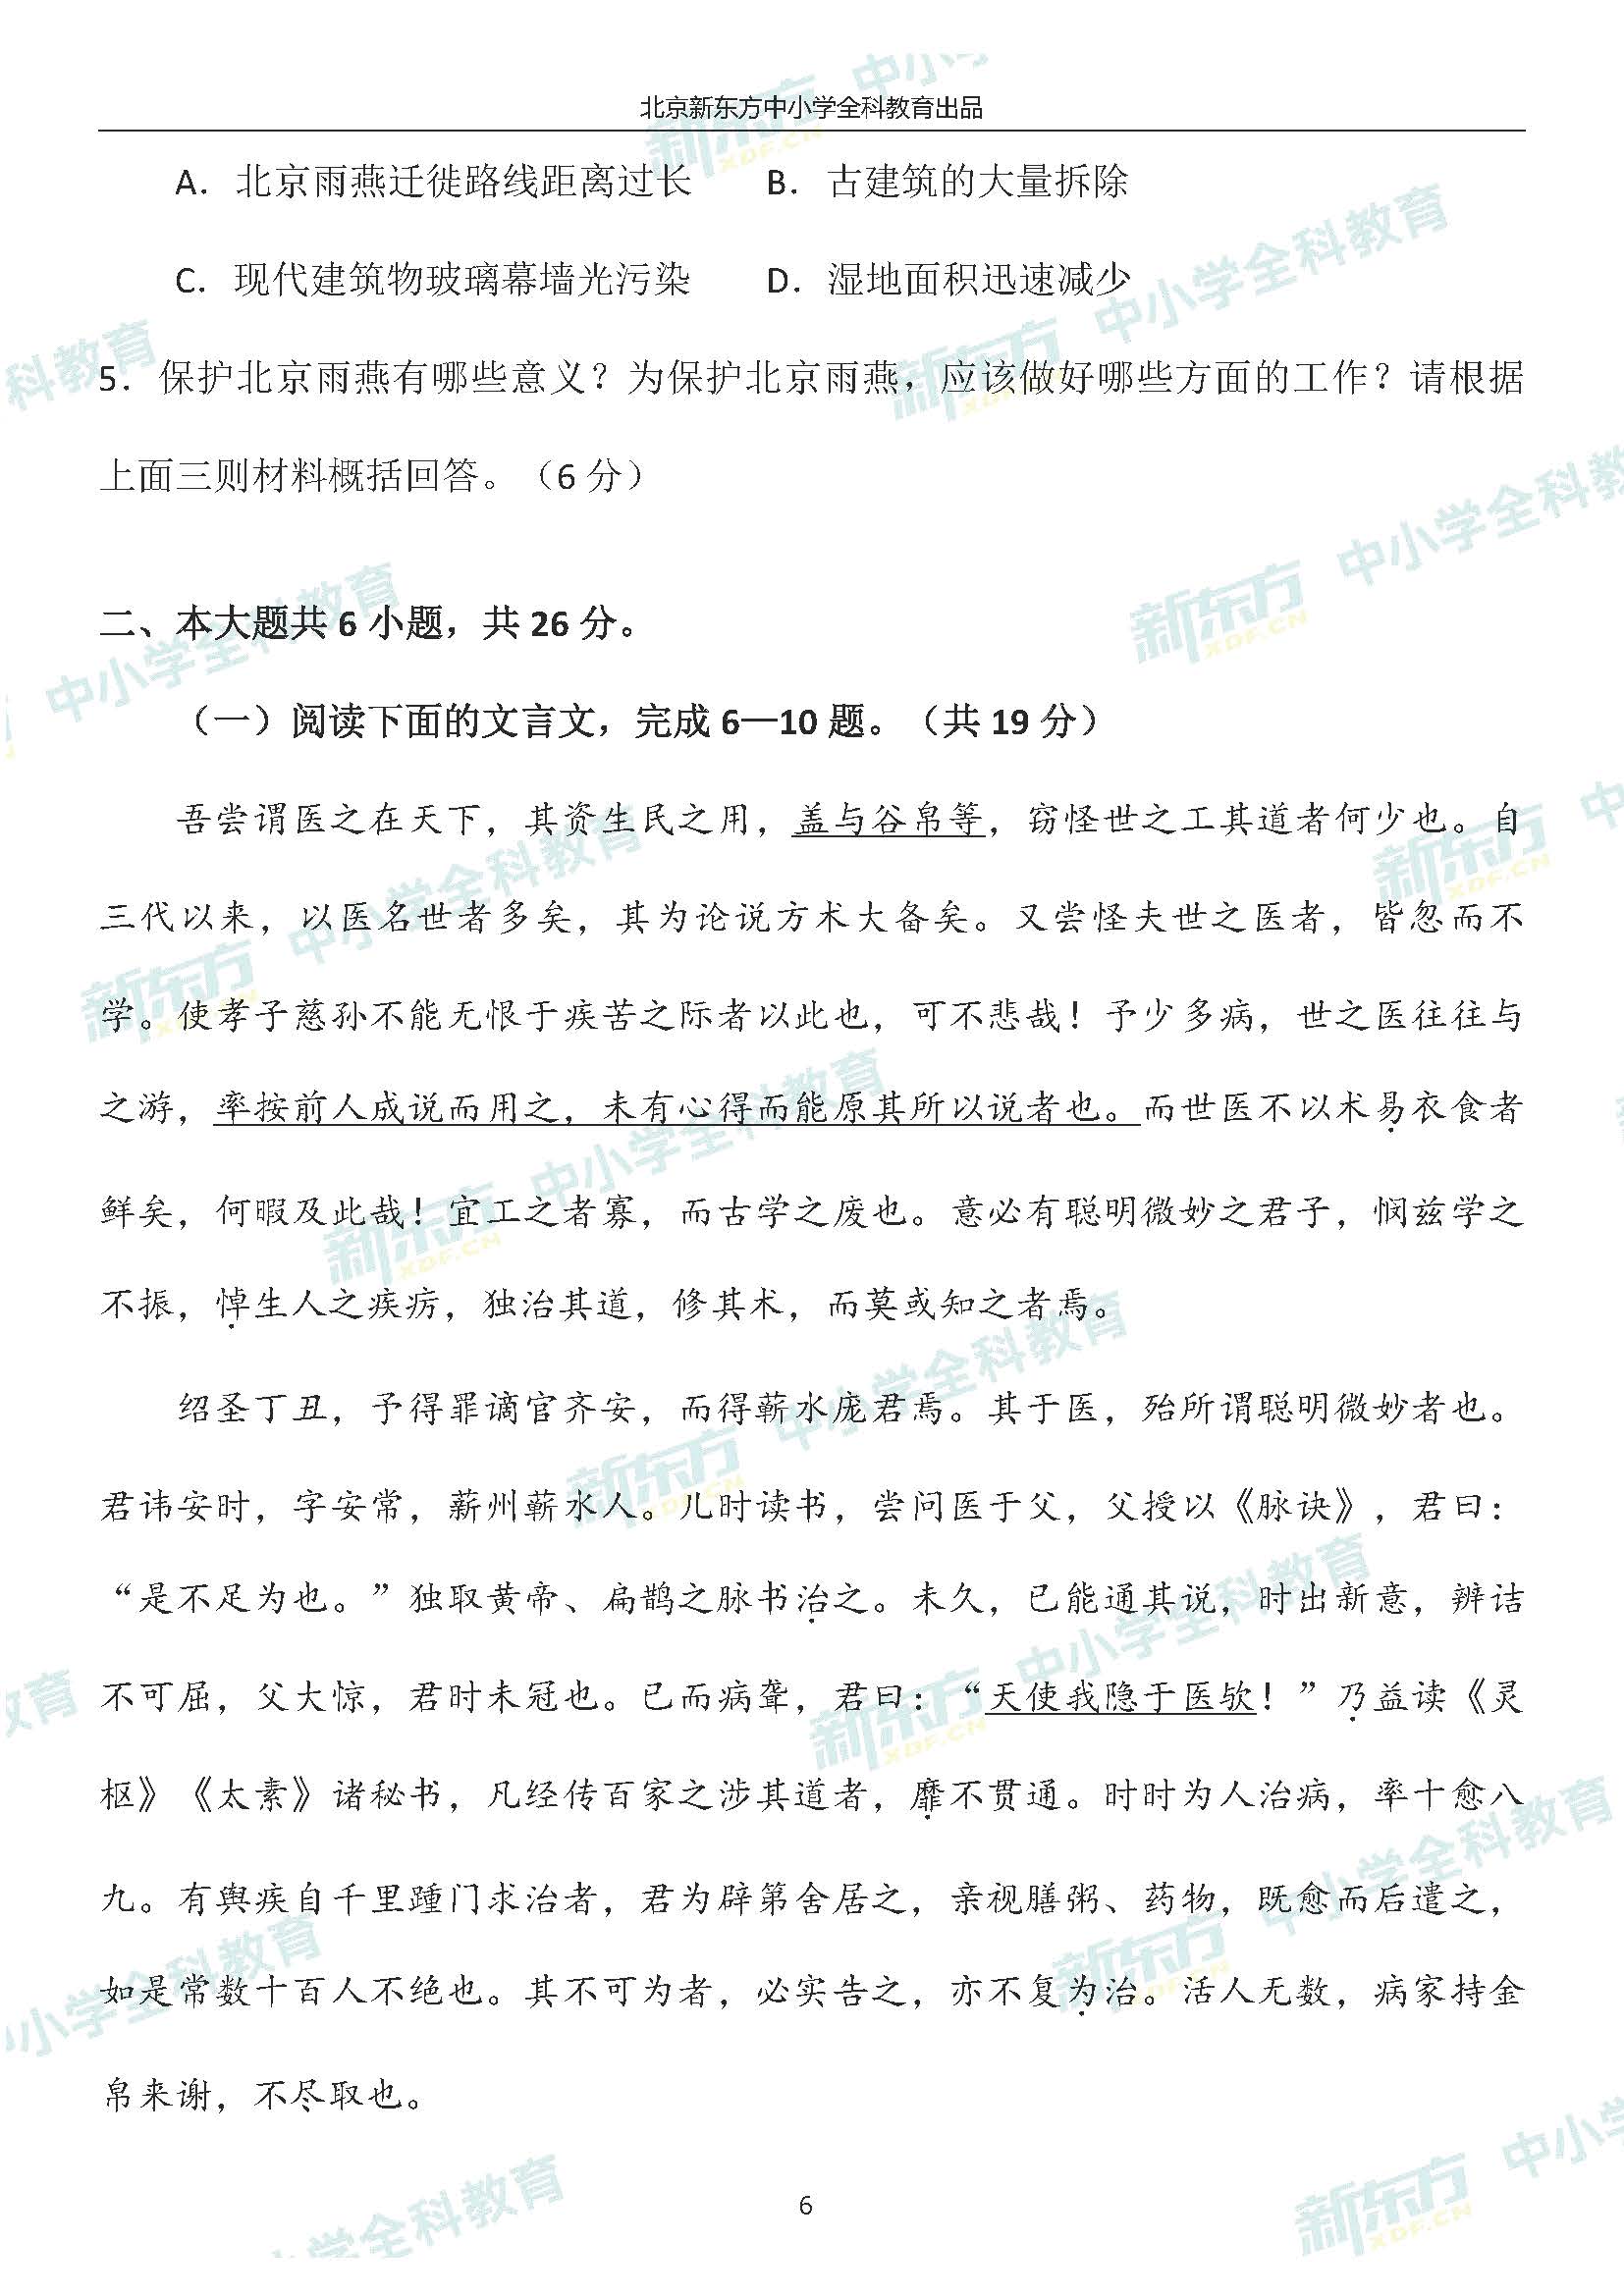 北京新东方中小学全科教育出品
A．北京雨燕迁徙路线距离过长 B．古建筑的大量拆除
C．现代建筑物玻璃幕墙光污染 D．湿地面积迅速减少
5．保护北京雨燕有哪些意义？为保护北京雨燕，应该做好哪些方面的工作？请根据
上面三则材料概括回答。（6 分）
二、本大题共 6 小题，共 26 分。
（一）阅读下面的文言文，完成 6—10 题。（共 19 分）
吾尝谓医之在天下，其资生民之用，盖与谷帛等，窃怪世之工其道者何少也。自
三代以来，以医名世者多矣，其为论说方术大备矣。又尝怪夫世之医者，皆忽而不
学。使孝子慈孙不能无恨于疾苦之际者以此也，可不悲哉！予少多病，世之医往往与
之游，率按前人成说而用之，未有心得而能原其所以说者也。而世医不以术易衣食者
鲜矣，何暇及此哉！宜工之者寡，而古学之废也。意必有聪明微妙之君子，悯兹学之
不振，悼生人之疾疠，独治其道，修其术，而莫或知之者焉。
绍圣丁丑，予得罪谪官齐安，而得蕲水庞君焉。其于医，殆所谓聪明微妙者也。
君讳安时，字安常，蕲州蕲水人。儿时读书，尝问医于父，父授以《脉诀》，君曰：
“是不足为也。”独取黄帝、扁鹊之脉书治之。未久，已能通其说，时出新意，辨诘
不可屈，父大惊，君时未冠也。已而病聋，君曰：“天使我隐于医欤！”乃益读《灵
枢》《太素》诸秘书，凡经传百家之涉其道者，靡不贯通。时时为人治病，率十愈八
九。有舆疾自千里踵门求治者，君为辟第舍居之，亲视膳粥、药物，既愈而后遣之，
如是常数十百人不绝也。其不可为者，必实告之，亦不复为治。活人无数，病家持金
帛来谢，不尽取也。
6
新东方 XDF.CN 中小学全科教育